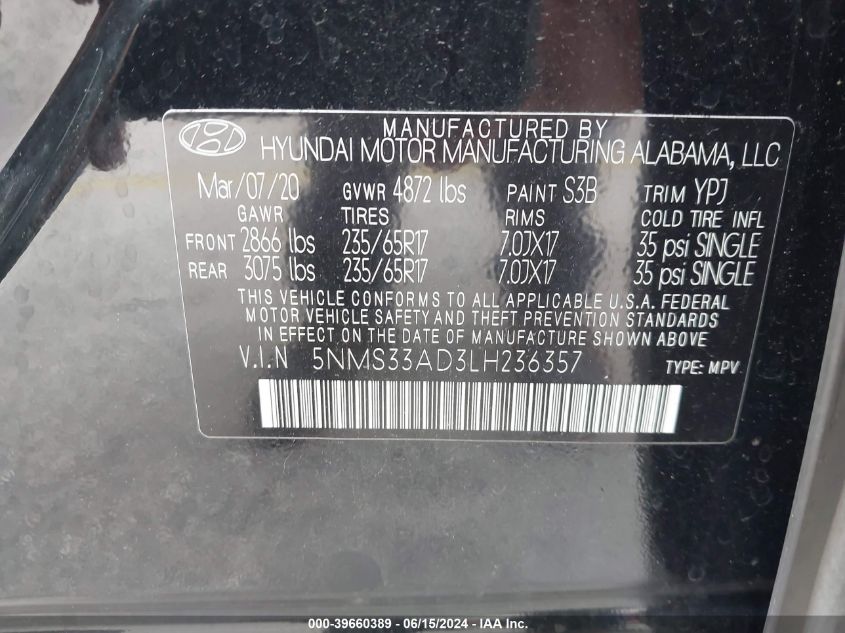 MANUFACTURED BY
HYUNDAI MOTOR MANUFACTURING ALABAMA, LLC
Mar/07/20 GVWR 4872 lbs PAINT S3B TRIM YPJ
GAWR TIRES RIMS COLD TIRE INFL
FRONT 2866 lbs 235/65R17 7.0JX17 35 psi SINGLE
REAR 3075 lbs 235/65R17 7.0JX17 35 psi SINGLE
THIS VEHICLE CONFORMS TO ALL APPLICABLE U.S.A. FEDERAL
MOTOR VEHICLE SAFETY AND THEFT PREVENTION STANDARDS
IN EFFECT ON THE DATE OF MANUFACTURE SHOWN ABOVE
V.I.N 5NMS33AD3LH236357 TYPE: MPV
000-39660389 - 06/15/2024 - IAA Inc.